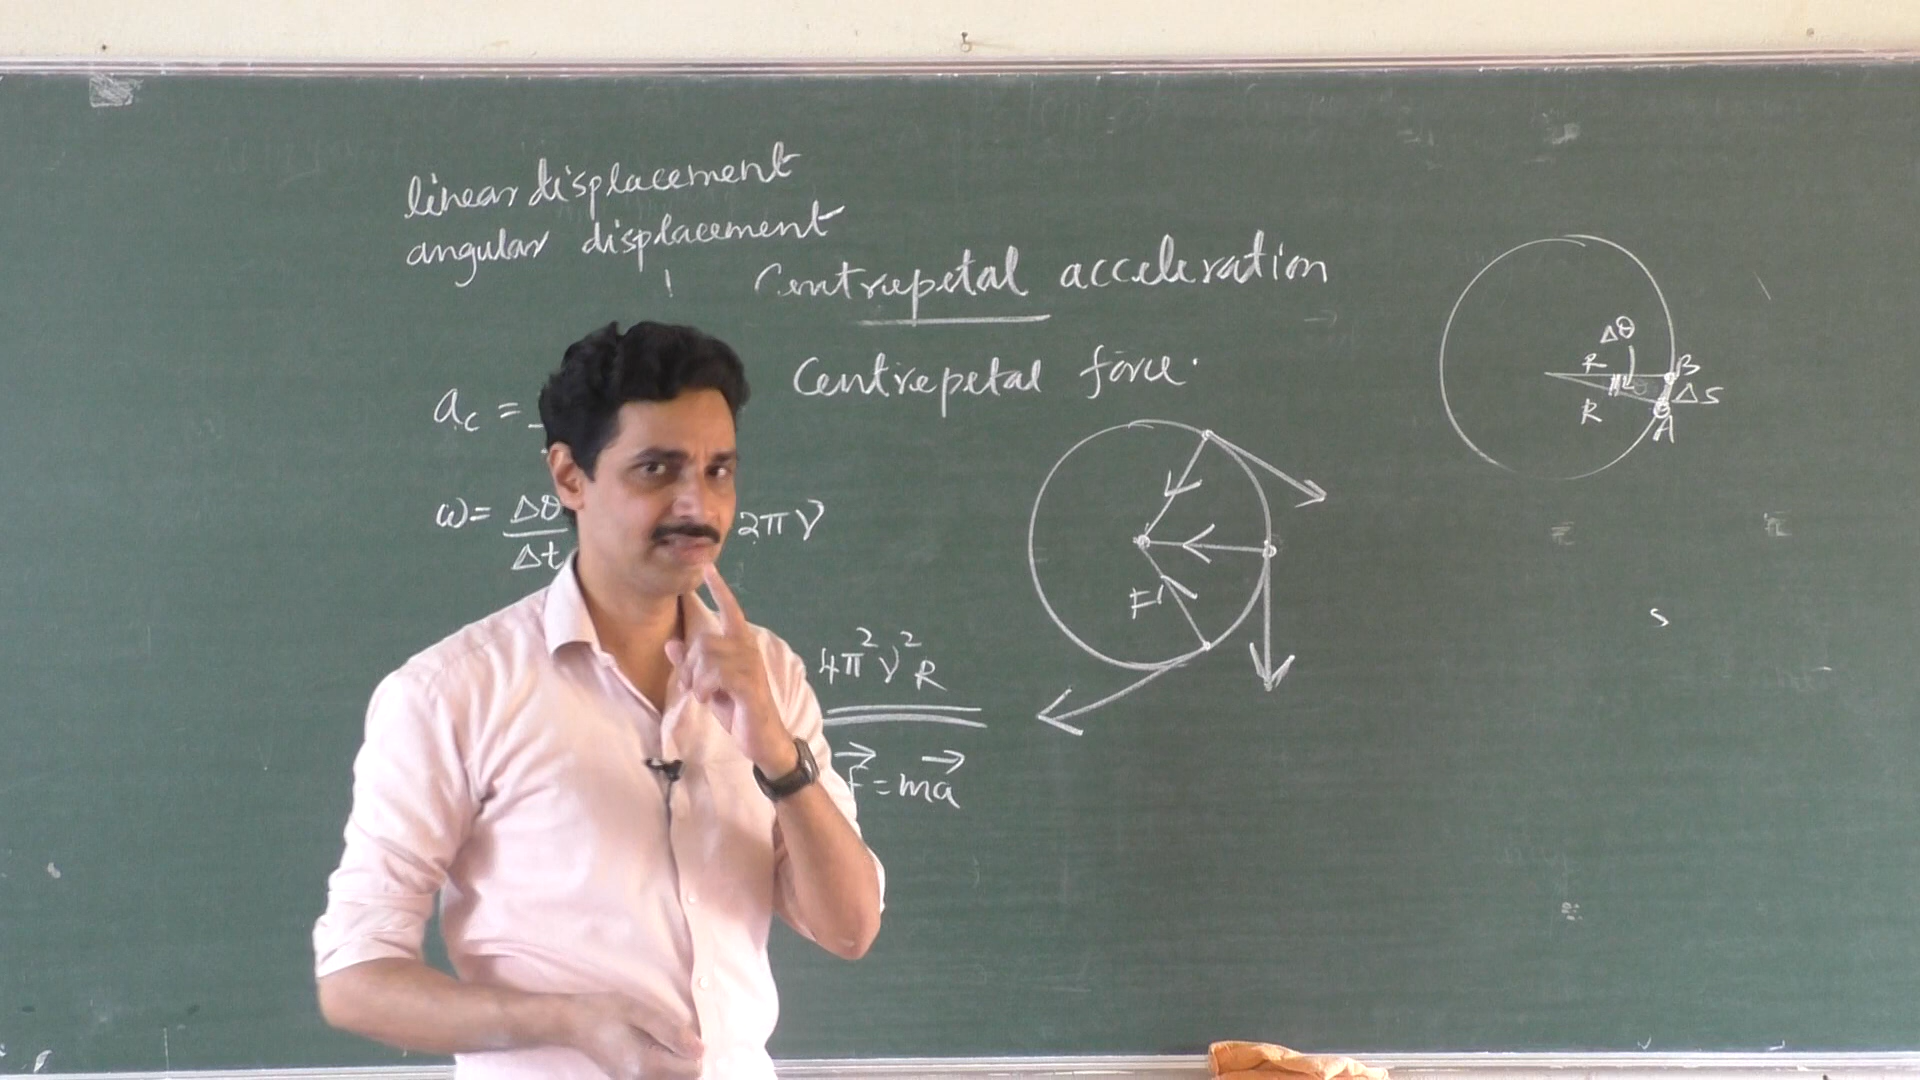 linear displacement
angular displacement
Centrepetal acceleration
Centrepetal force.
a_c =
ω = Δθ/Δt
2πν
4π²ν²R
F⃗ = ma⃗
F
Δθ
R
B
ΔS
R
A
s